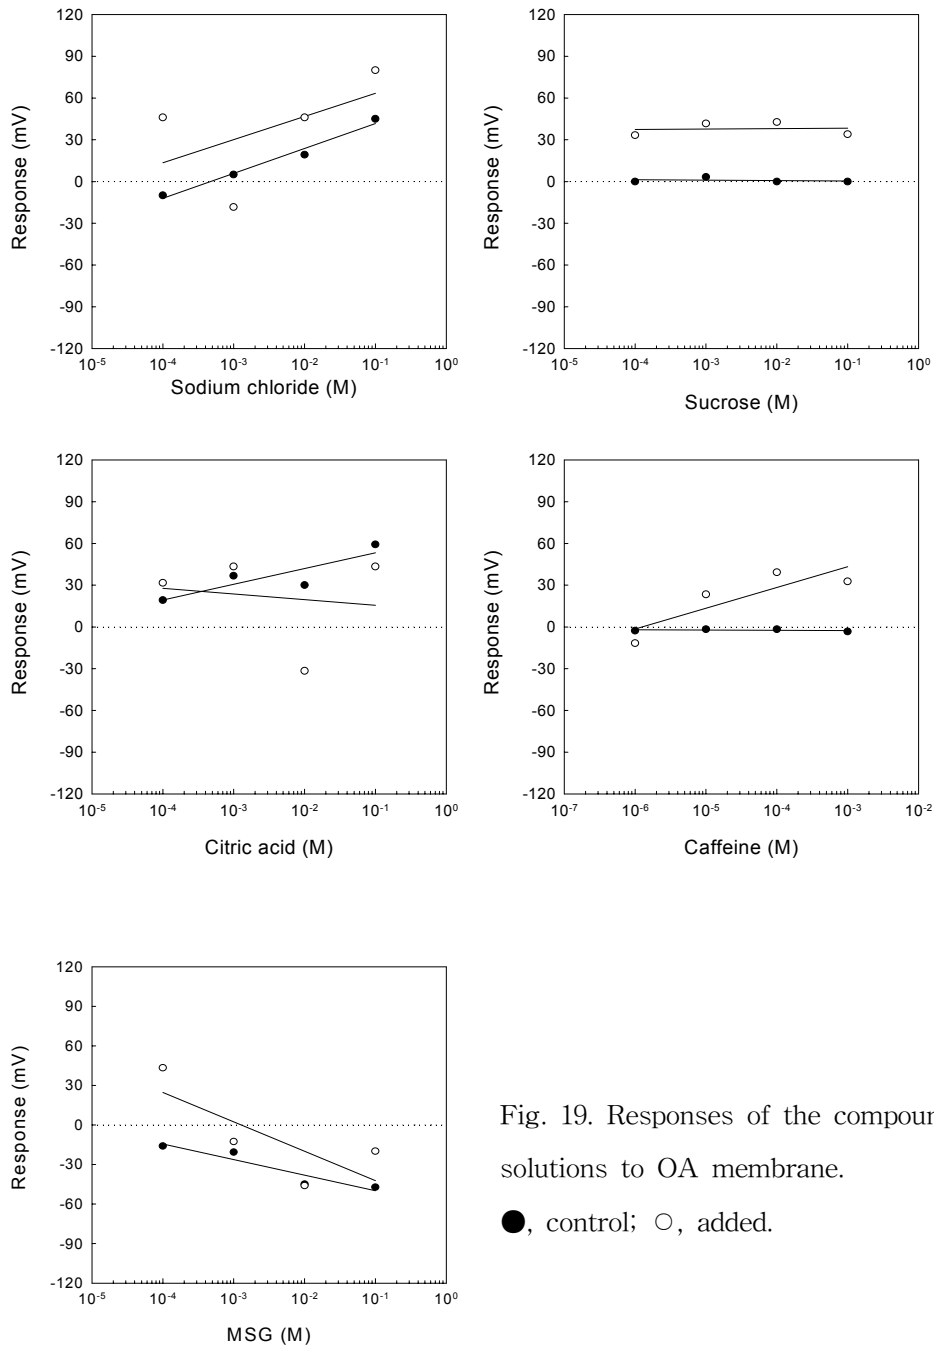 120
90
60
30
0
-30
-60
-90
-120
Response (mV)
10-5 10-4 10-3 10-2 10-1 100
Sodium chloride (M)
120
90
60
30
0
-30
-60
-90
-120
Response (mV)
10-5 10-4 10-3 10-2 10-1 100
Sucrose (M)
120
90
60
30
0
-30
-60
-90
-120
Response (mV)
10-5 10-4 10-3 10-2 10-1 100
Citric acid (M)
120
90
60
30
0
-30
-60
-90
-120
Response (mV)
10-7 10-6 10-5 10-4 10-3 10-2
Caffeine (M)
120
90
60
30
0
-30
-60
-90
-120
Response (mV)
10-5 10-4 10-3 10-2 10-1 100
MSG (M)
Fig. 19. Responses of the compoun
solutions to OA membrane.
●, control; ○, added.